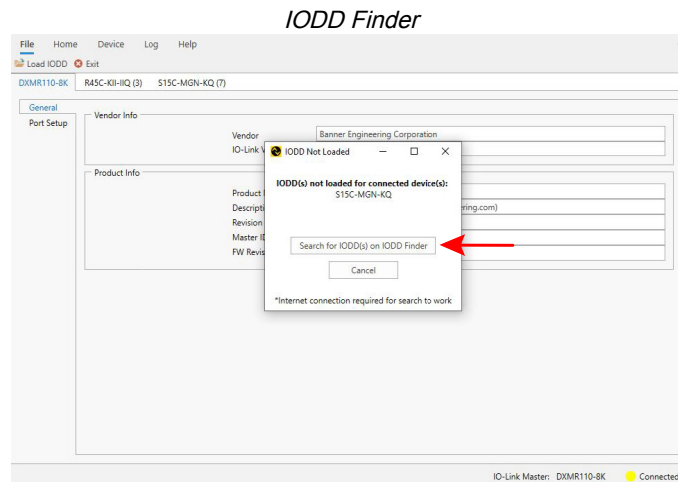 IODD Finder
File Home Device Log Help
Load IODD Exit
DXMR110-8K R45C-KII-IIQ (3) S15C-MGN-KQ (7)
General
Port Setup
Vendor Info
Vendor Banner Engineering Corporation
IO-Link V
Product Info
Product
Descripti ering.com)
Revision
Master ID
FW Revis
IODD Not Loaded
IODD(s) not loaded for connected device(s):
S15C-MGN-KQ
Search for IODD(s) on IODD Finder
Cancel
*Internet connection required for search to work
IO-Link Master: DXMR110-8K Connected